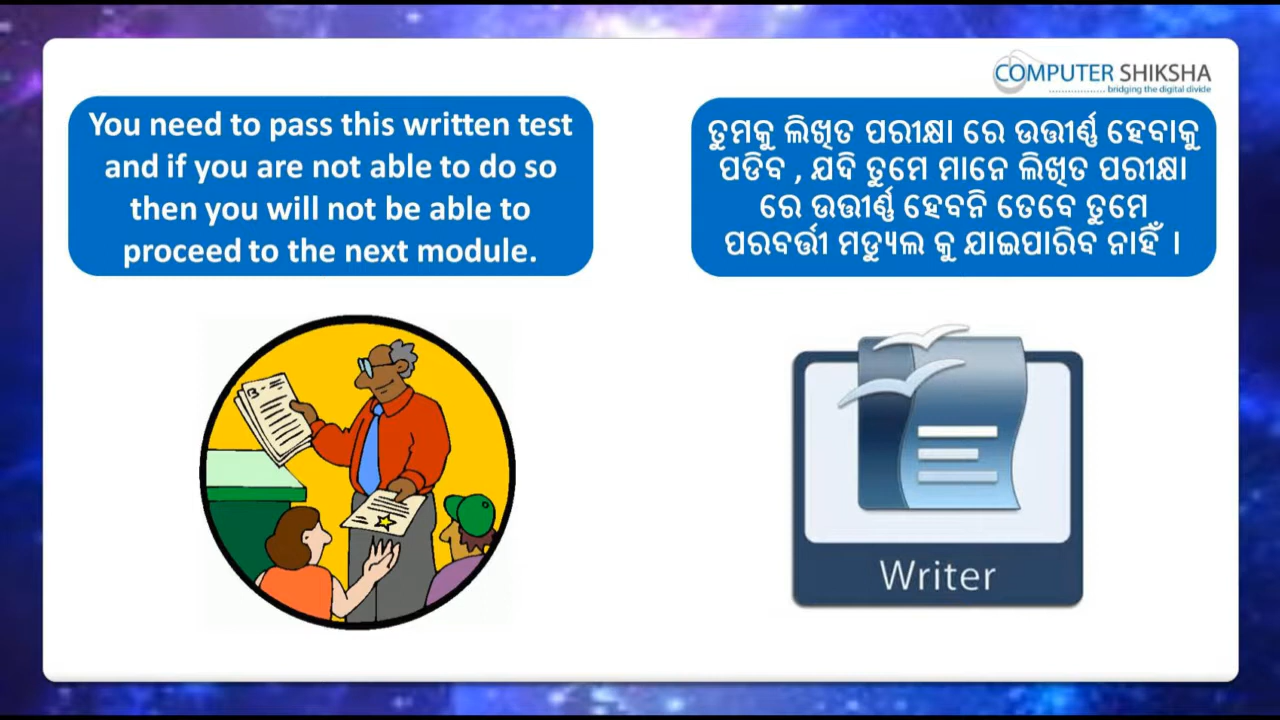 COMPUTER SHIKSHA
bridging the digital divide
You need to pass this written test
and if you are not able to do so
then you will not be able to
proceed to the next module.
ତୁମକୁ ଲିଖିତ ପରୀକ୍ଷା ରେ ଉତ୍ତୀର୍ଣ୍ଣ ହେବାକୁ
ପଡିବ , ଯଦି ତୁମେ ମାନେ ଲିଖିତ ପରୀକ୍ଷା
ରେ ଉତ୍ତୀର୍ଣ୍ଣ ହେବନି ତେବେ ତୁମେ
ପରବର୍ତ୍ତୀ ମଡ୍ୟୁଲ କୁ ଯାଇପାରିବ ନାହିଁ ।
Writer